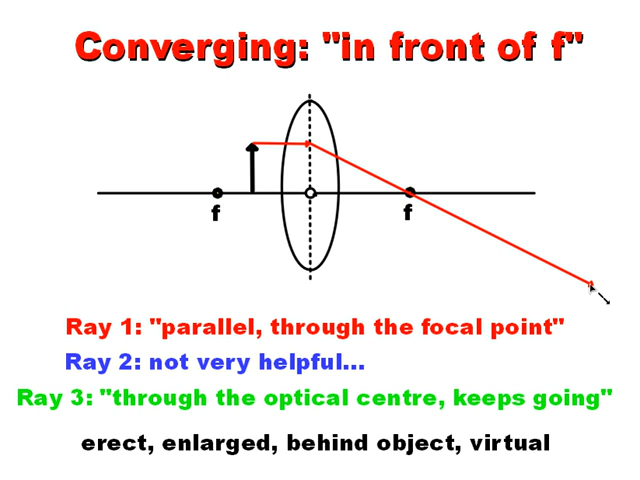 Converging: "in front of f"
f f
Ray 1: "parallel, through the focal point"
Ray 2: not very helpful...
Ray 3: "through the optical centre, keeps going"
erect, enlarged, behind object, virtual